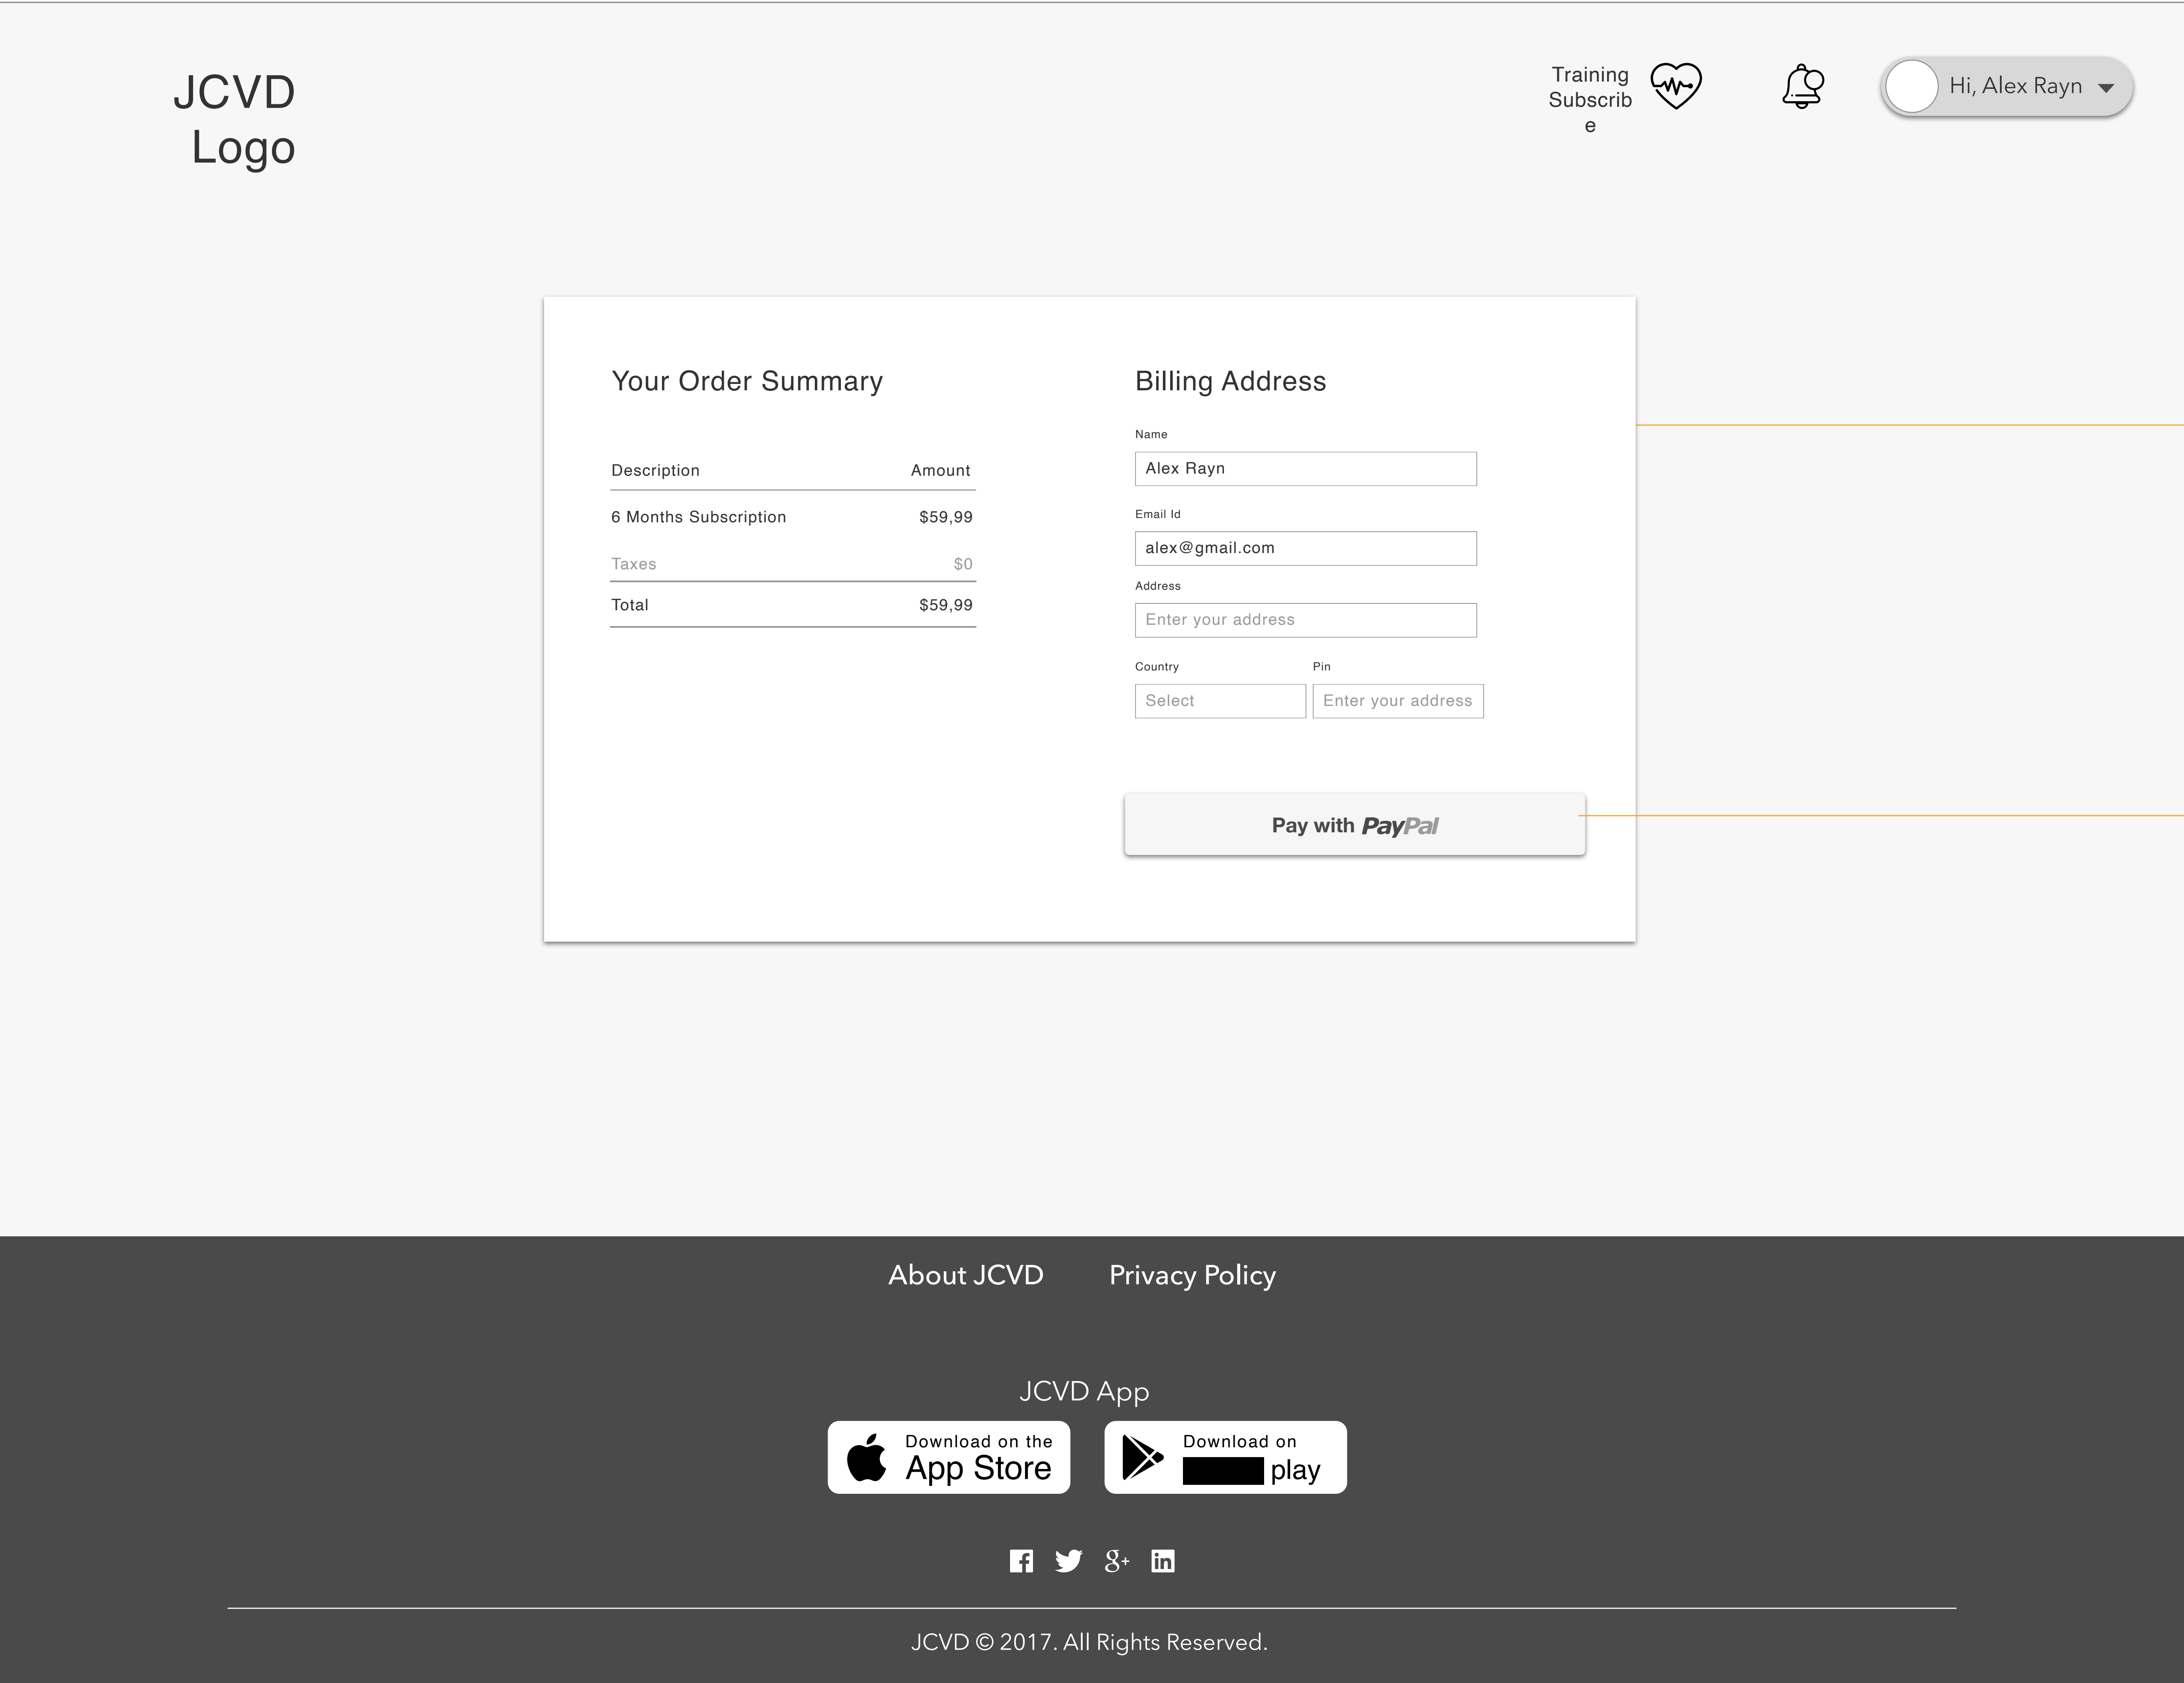 JCVD
Logo
Training
Subscrib
e
Hi, Alex Rayn
Your Order Summary
Description Amount
6 Months Subscription $59,99
Taxes $0
Total $59,99
Billing Address
Name
Alex Rayn
Email Id
alex@gmail.com
Address
Enter your address
Country Pin
Select Enter your address
Pay with PayPal
About JCVD Privacy Policy
JCVD App
Download on the
App Store
Download on
play
JCVD © 2017. All Rights Reserved.